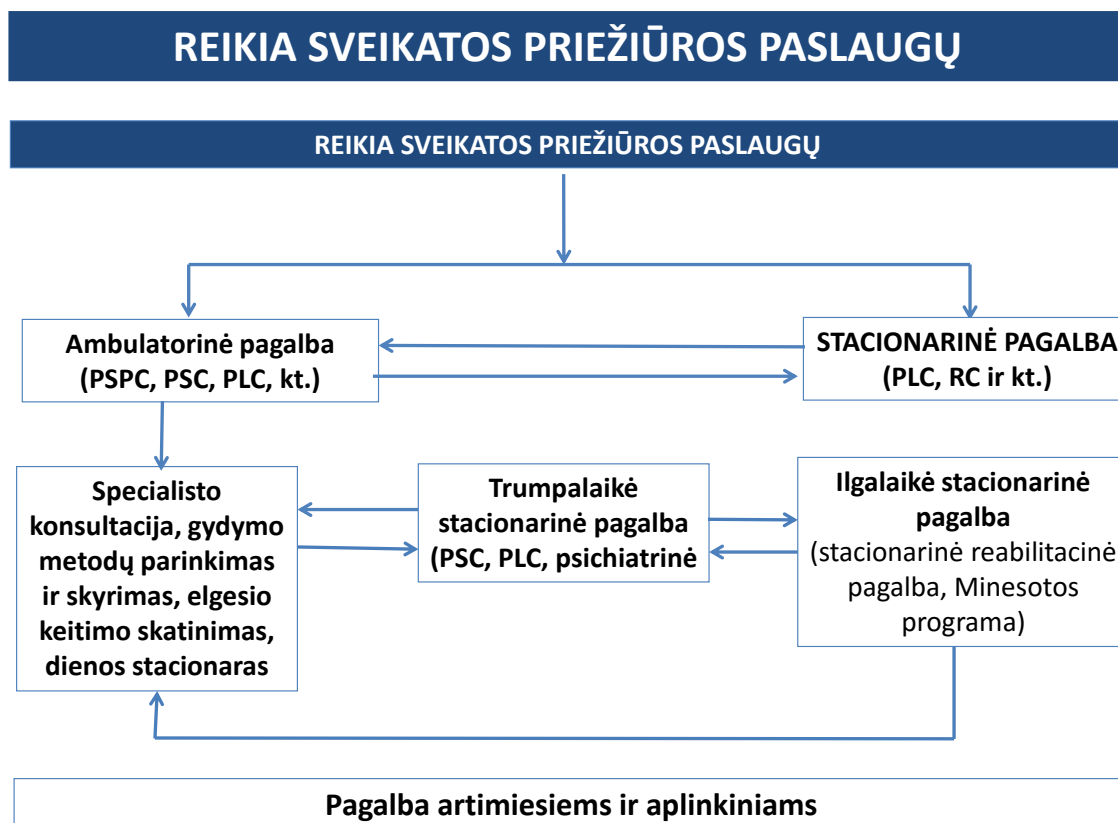 REIKIA SVEIKATOS PRIEŽIŪROS PASLAUGŲ
REIKIA SVEIKATOS PRIEŽIŪROS PASLAUGŲ
Ambulatorinė pagalba
(PSPC, PSC, PLC, kt.)
STACIONARINĖ PAGALBA
(PLC, RC ir kt.)
Specialisto
konsultacija, gydymo
metodų parinkimas
ir skyrimas, elgesio
keitimo skatinimas,
dienos stacionaras
Trumpalaikė
stacionarinė pagalba
(PSC, PLC, psichiatrinė
Ilgalaikė stacionarinė
pagalba
(stacionarinė reabilitacinė
pagalba, Minesotos
programa)
Pagalba artimiesiems ir aplinkiniams